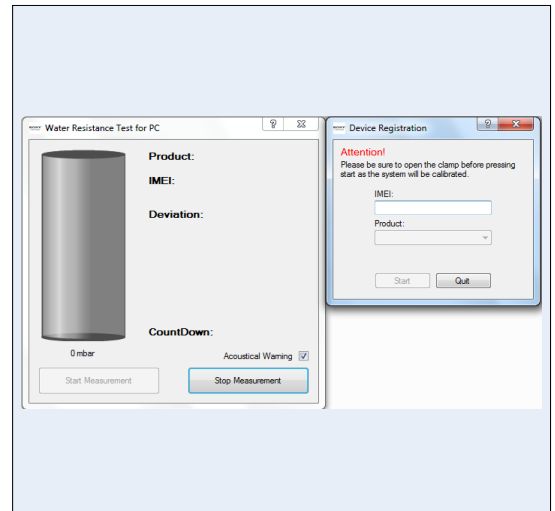 Water Resistance Test for PC
Product:
IMEI:
Deviation:
CountDown:
0 mbar
Acoustical Warning
Start Measurement
Stop Measurement
Device Registration
Attention!
Please be sure to open the clamp before pressing
start as the system will be calibrated.
IMEI:
Product:
Start
Quit